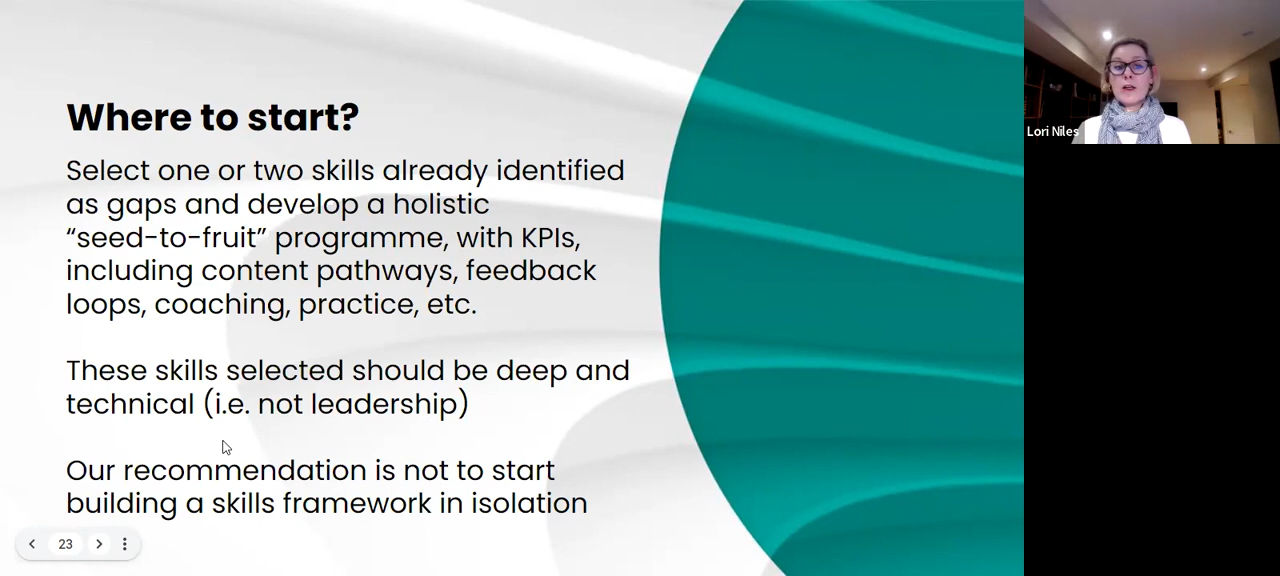 Where to start?
Select one or two skills already identified
as gaps and develop a holistic
“seed-to-fruit” programme, with KPIs,
including content pathways, feedback
loops, coaching, practice, etc.
These skills selected should be deep and
technical (i.e. not leadership)
Our recommendation is not to start
building a skills framework in isolation
23
Lori Niles